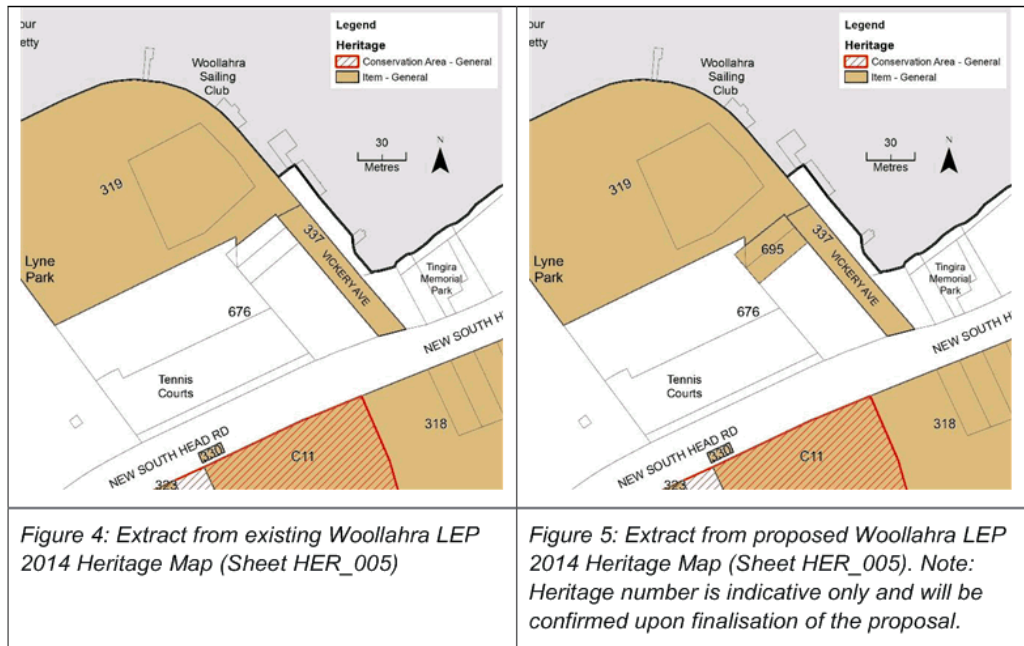 our
etty
Woollahra
Sailing
Club
Legend
Heritage
Conservation Area - General
Item - General
30
Metres
N
319
337 VICKERY AVE
Lyne
Park
Tingira
Memorial
Park
676
NEW SOUTH H
Tennis
Courts
318
NEW SOUTH HEAD RD
C11
323
Figure 4: Extract from existing Woollahra LEP
2014 Heritage Map (Sheet HER_005)
our
etty
Woollahra
Sailing
Club
Legend
Heritage
Conservation Area - General
Item - General
30
Metres
N
319
695
337 VICKERY AVE
Lyne
Park
Tingira
Memorial
Park
676
NEW SOUTH H
Tennis
Courts
318
NEW SOUTH HEAD RD
C11
323
Figure 5: Extract from proposed Woollahra LEP
2014 Heritage Map (Sheet HER_005). Note:
Heritage number is indicative only and will be
confirmed upon finalisation of the proposal.